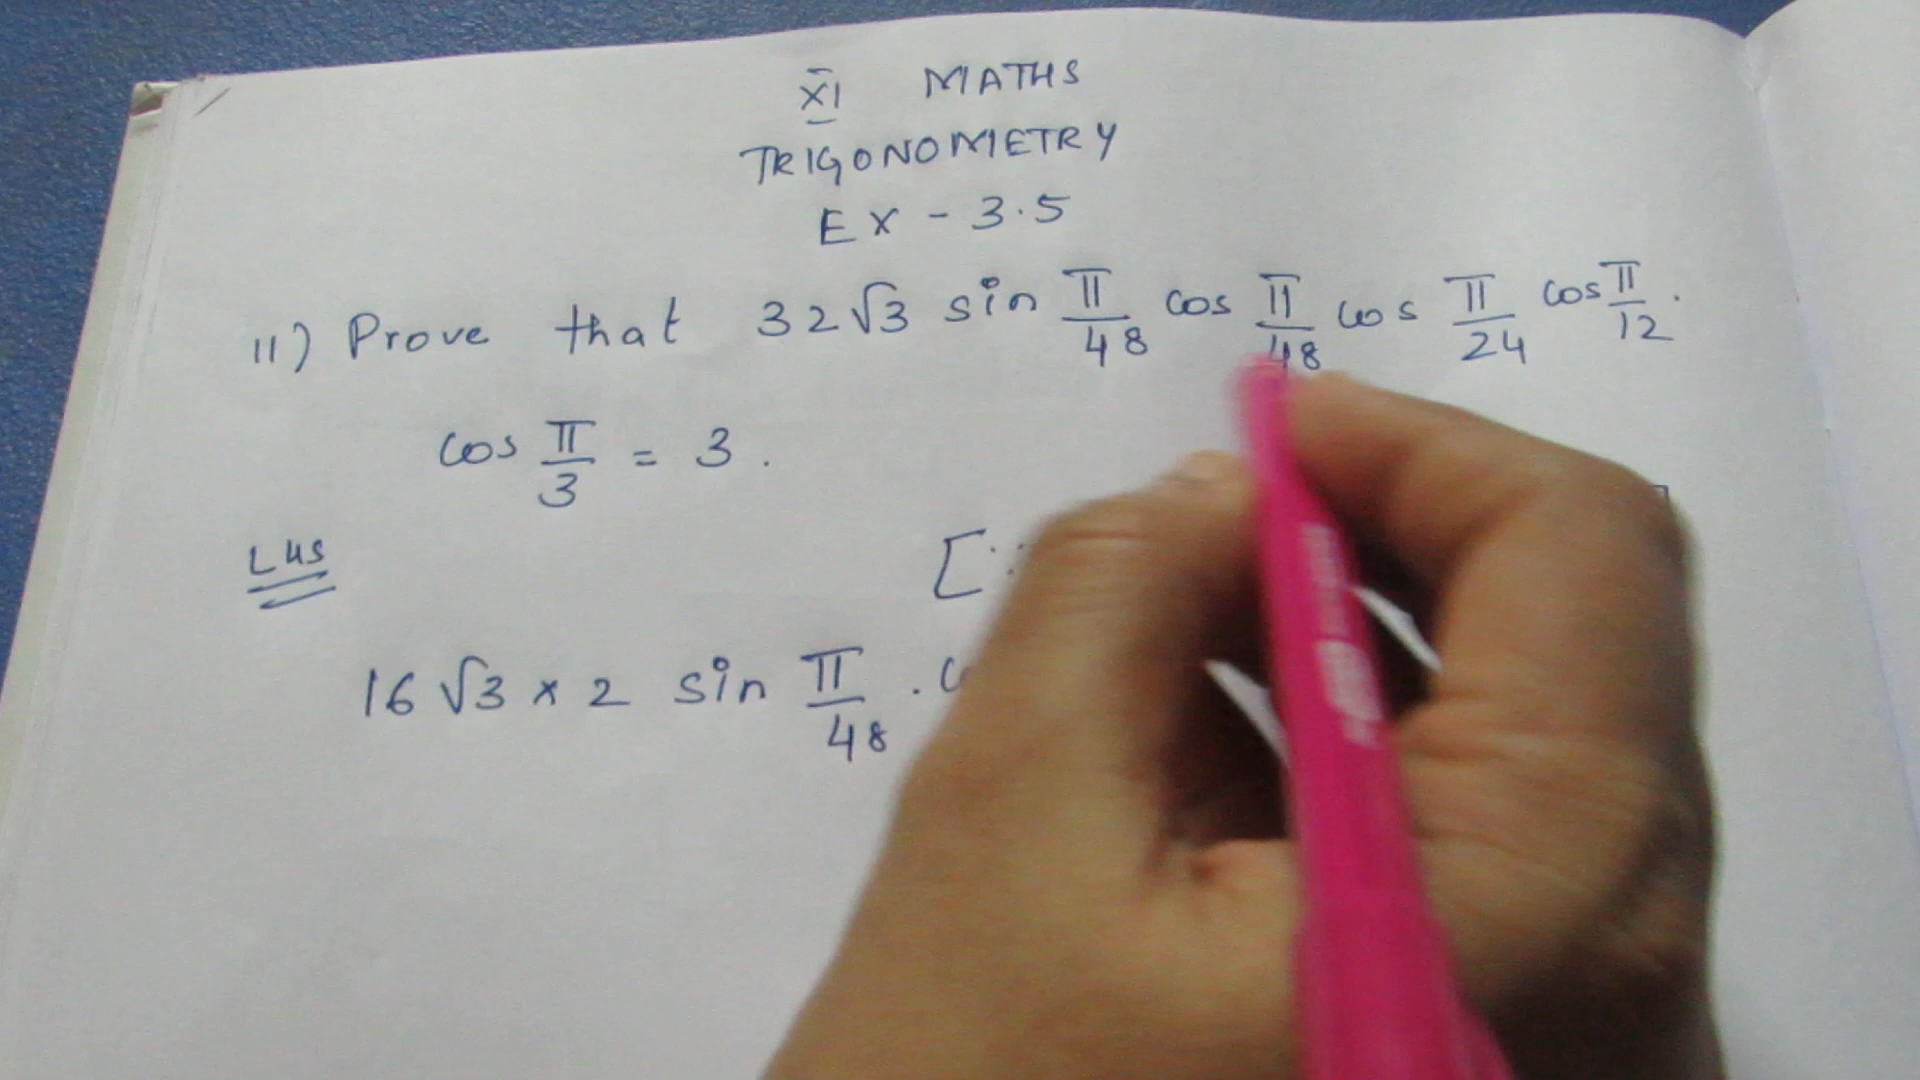 XI MATHS
TRIGONOMETRY
EX - 3.5
11) Prove that 32√3 sin π/48 cos π/48 cos π/24 cos π/12 .
cos π/3 = 3 .
LHS
[∵
16√3 × 2 sin π/48 .